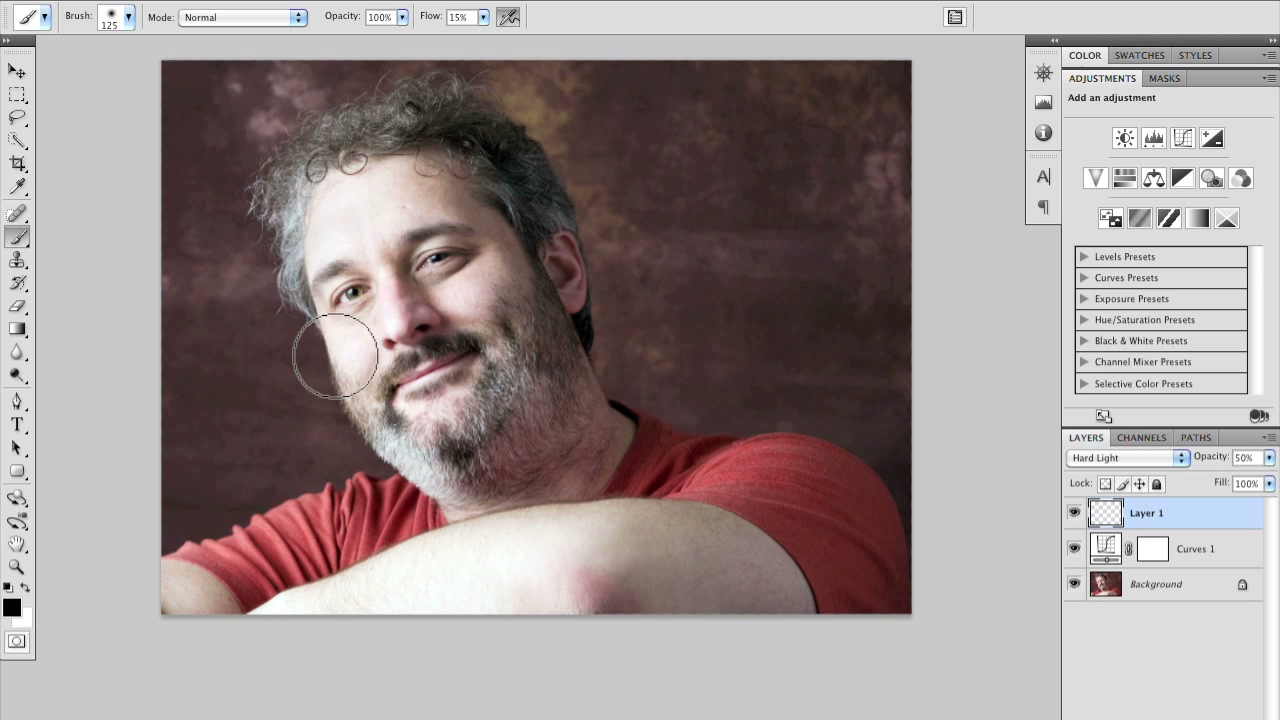 Brush: 125 Mode: Normal Opacity: 100% Flow: 15%
COLOR SWATCHES STYLES
ADJUSTMENTS MASKS
Add an adjustment
A
T
Levels Presets
Curves Presets
Exposure Presets
Hue/Saturation Presets
Black & White Presets
Channel Mixer Presets
Selective Color Presets
LAYERS CHANNELS PATHS
Hard Light Opacity: 50%
Lock: Fill: 100%
Layer 1
Curves 1
Background